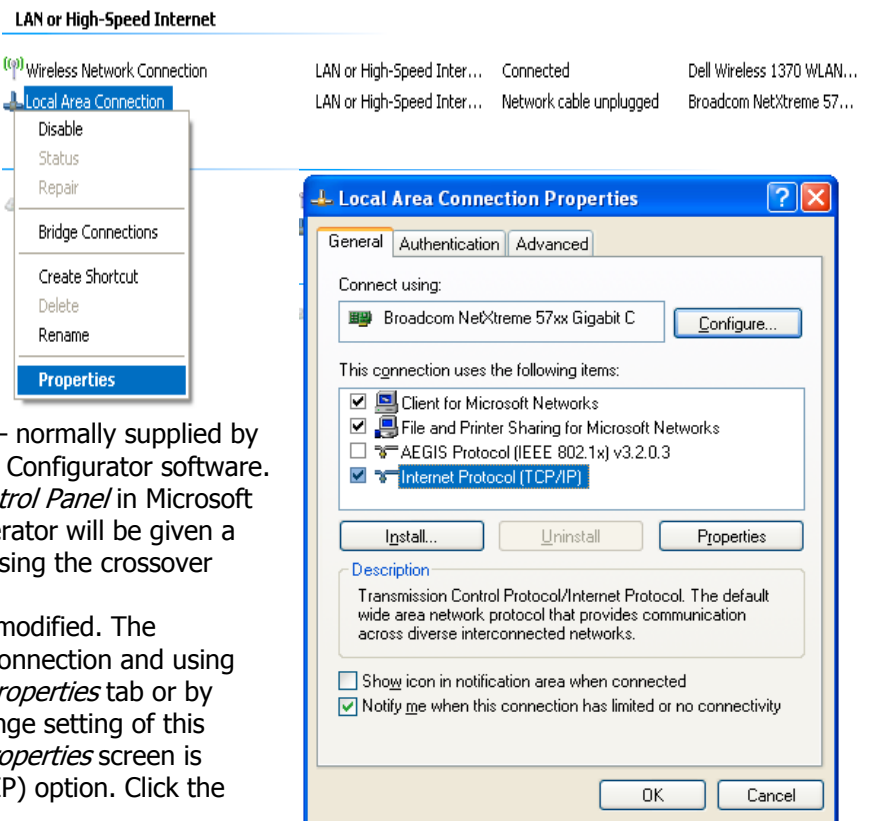 LAN or High-Speed Internet
Wireless Network Connection LAN or High-Speed Inter... Connected Dell Wireless 1370 WLAN...
Local Area Connection LAN or High-Speed Inter... Network cable unplugged Broadcom NetXtreme 57...
Disable
Status
Repair
Bridge Connections
Create Shortcut
Delete
Rename
Properties
- normally supplied by
Configurator software.
trol Panel in Microsoft
erator will be given a
sing the crossover
modified. The
onnection and using
roperties tab or by
nge setting of this
roperties screen is
IP) option. Click the
Local Area Connection Properties
General Authentication Advanced
Connect using:
Broadcom NetXtreme 57xx Gigabit C Configure...
This connection uses the following items:
Client for Microsoft Networks
File and Printer Sharing for Microsoft Networks
AEGIS Protocol (IEEE 802.1x) v3.2.0.3
Internet Protocol (TCP/IP)
Install... Uninstall Properties
Description
Transmission Control Protocol/Internet Protocol. The default
wide area network protocol that provides communication
across diverse interconnected networks.
Show icon in notification area when connected
Notify me when this connection has limited or no connectivity
OK Cancel